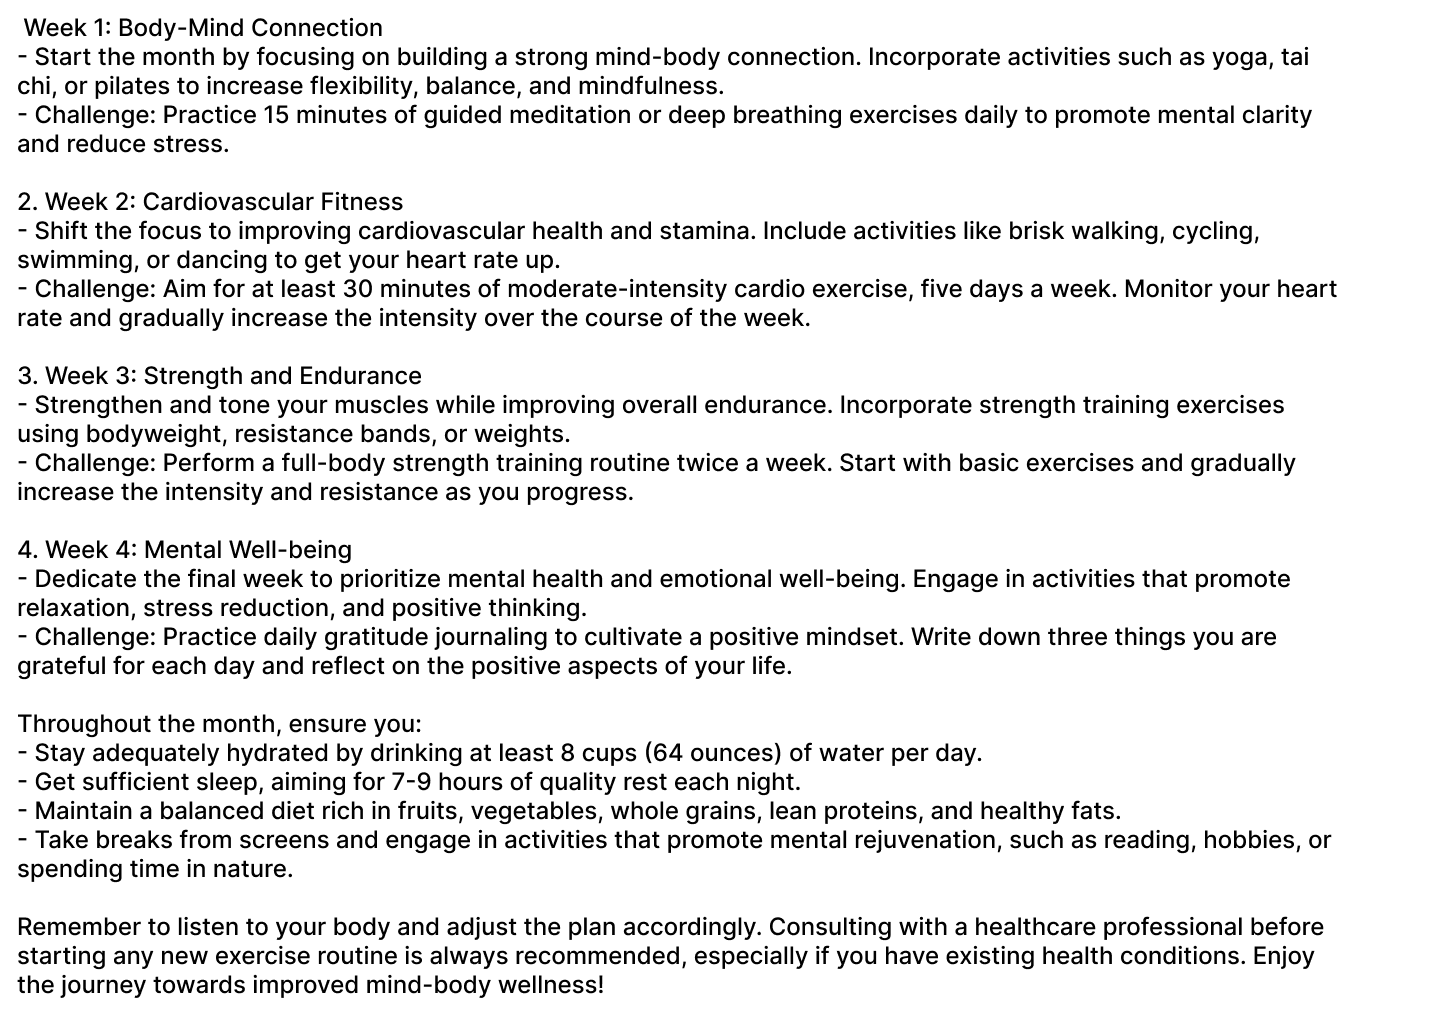 Week 1: Body-Mind Connection
- Start the month by focusing on building a strong mind-body connection. Incorporate activities such as yoga, tai
chi, or pilates to increase flexibility, balance, and mindfulness.
- Challenge: Practice 15 minutes of guided meditation or deep breathing exercises daily to promote mental clarity
and reduce stress.

2. Week 2: Cardiovascular Fitness
- Shift the focus to improving cardiovascular health and stamina. Include activities like brisk walking, cycling,
swimming, or dancing to get your heart rate up.
- Challenge: Aim for at least 30 minutes of moderate-intensity cardio exercise, five days a week. Monitor your heart
rate and gradually increase the intensity over the course of the week.

3. Week 3: Strength and Endurance
- Strengthen and tone your muscles while improving overall endurance. Incorporate strength training exercises
using bodyweight, resistance bands, or weights.
- Challenge: Perform a full-body strength training routine twice a week. Start with basic exercises and gradually
increase the intensity and resistance as you progress.

4. Week 4: Mental Well-being
- Dedicate the final week to prioritize mental health and emotional well-being. Engage in activities that promote
relaxation, stress reduction, and positive thinking.
- Challenge: Practice daily gratitude journaling to cultivate a positive mindset. Write down three things you are
grateful for each day and reflect on the positive aspects of your life.

Throughout the month, ensure you:
- Stay adequately hydrated by drinking at least 8 cups (64 ounces) of water per day.
- Get sufficient sleep, aiming for 7-9 hours of quality rest each night.
- Maintain a balanced diet rich in fruits, vegetables, whole grains, lean proteins, and healthy fats.
- Take breaks from screens and engage in activities that promote mental rejuvenation, such as reading, hobbies, or
spending time in nature.

Remember to listen to your body and adjust the plan accordingly. Consulting with a healthcare professional before
starting any new exercise routine is always recommended, especially if you have existing health conditions. Enjoy
the journey towards improved mind-body wellness!